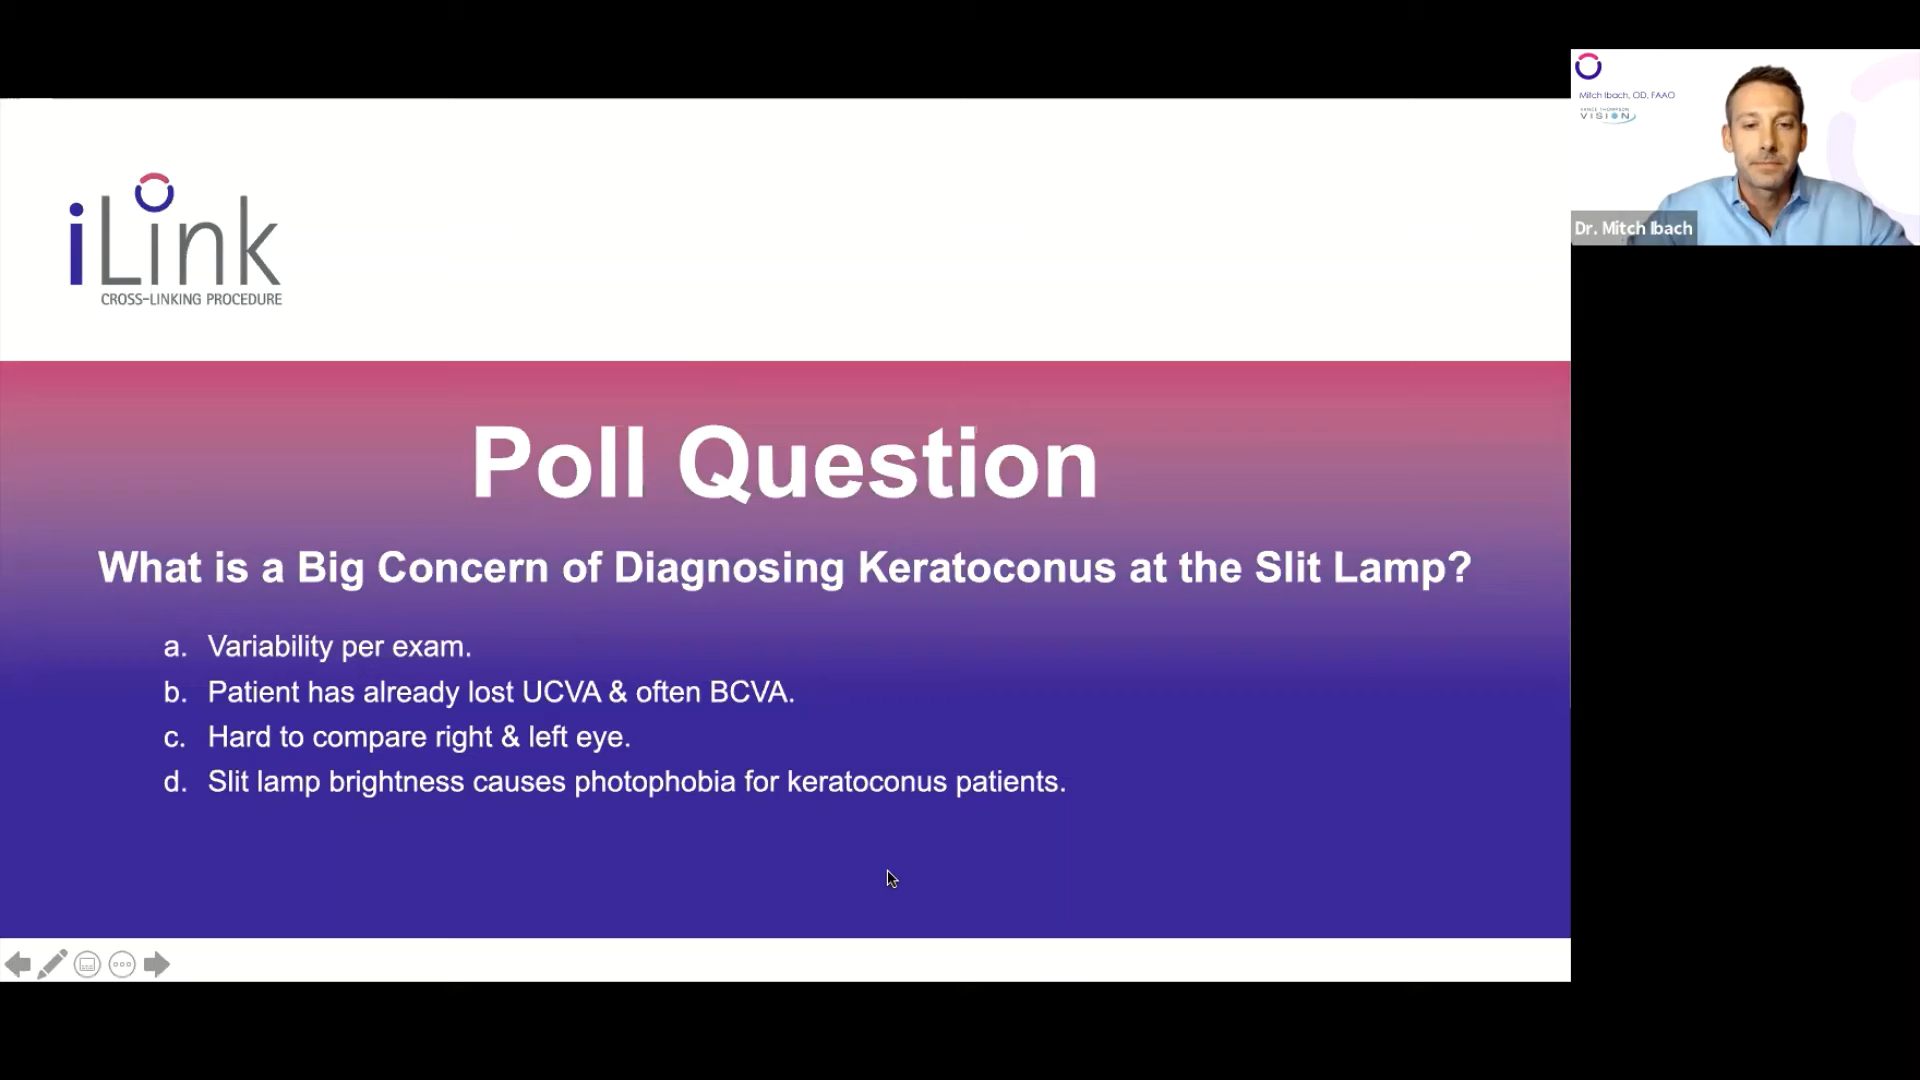 iLink
CROSS-LINKING PROCEDURE
Poll Question
What is a Big Concern of Diagnosing Keratoconus at the Slit Lamp?
a. Variability per exam.
b. Patient has already lost UCVA & often BCVA.
c. Hard to compare right & left eye.
d. Slit lamp brightness causes photophobia for keratoconus patients.
Mitch Ibach, OD, FAAO
VANCE THOMPSON
VISION
Dr. Mitch Ibach